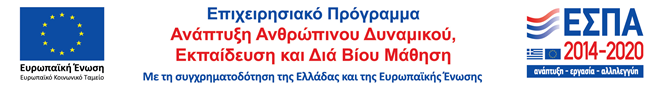 Ευρωπαϊκή Ένωση
Ευρωπαϊκό Κοινωνικό Ταμείο
Επιχειρησιακό Πρόγραμμα
Ανάπτυξη Ανθρώπινου Δυναμικού,
Εκπαίδευση και Διά Βίου Μάθηση
Με τη συγχρηματοδότηση της Ελλάδας και της Ευρωπαϊκής Ένωσης
ΕΣΠΑ
2014-2020
ανάπτυξη - εργασία - αλληλεγγύη